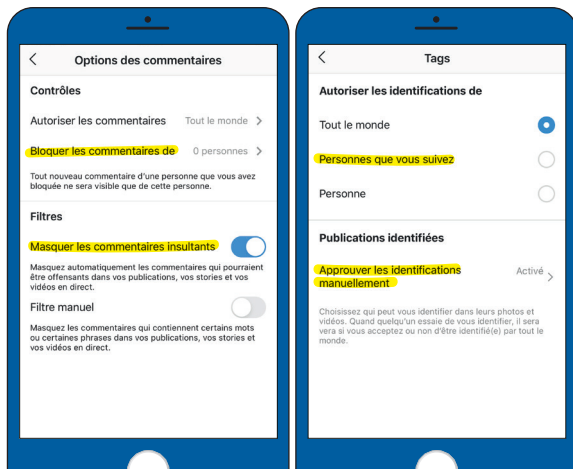 Options des commentaires
Contrôles
Autoriser les commentaires Tout le monde >
Bloquer les commentaires de 0 personnes >
Tout nouveau commentaire d'une personne que vous avez
bloquée ne sera visible que de cette personne.
Filtres
Masquer les commentaires insultants
Masquez automatiquement les commentaires qui pourraient
être offensants dans vos publications, vos stories et vos
vidéos en direct.
Filtre manuel
Masquez les commentaires qui contiennent certains mots
ou certaines phrases dans vos publications, vos stories et
vos vidéos en direct.
Tags
Autoriser les identifications de
Tout le monde
Personnes que vous suivez
Personne
Publications identifiées
Approuver les identifications Activé >
manuellement
Choisissez qui peut vous identifier dans leurs photos et
vidéos. Quand quelqu'un essaie de vous identifier, il sera
vera si vous acceptez ou non d'être identifié(e) par tout le
monde.